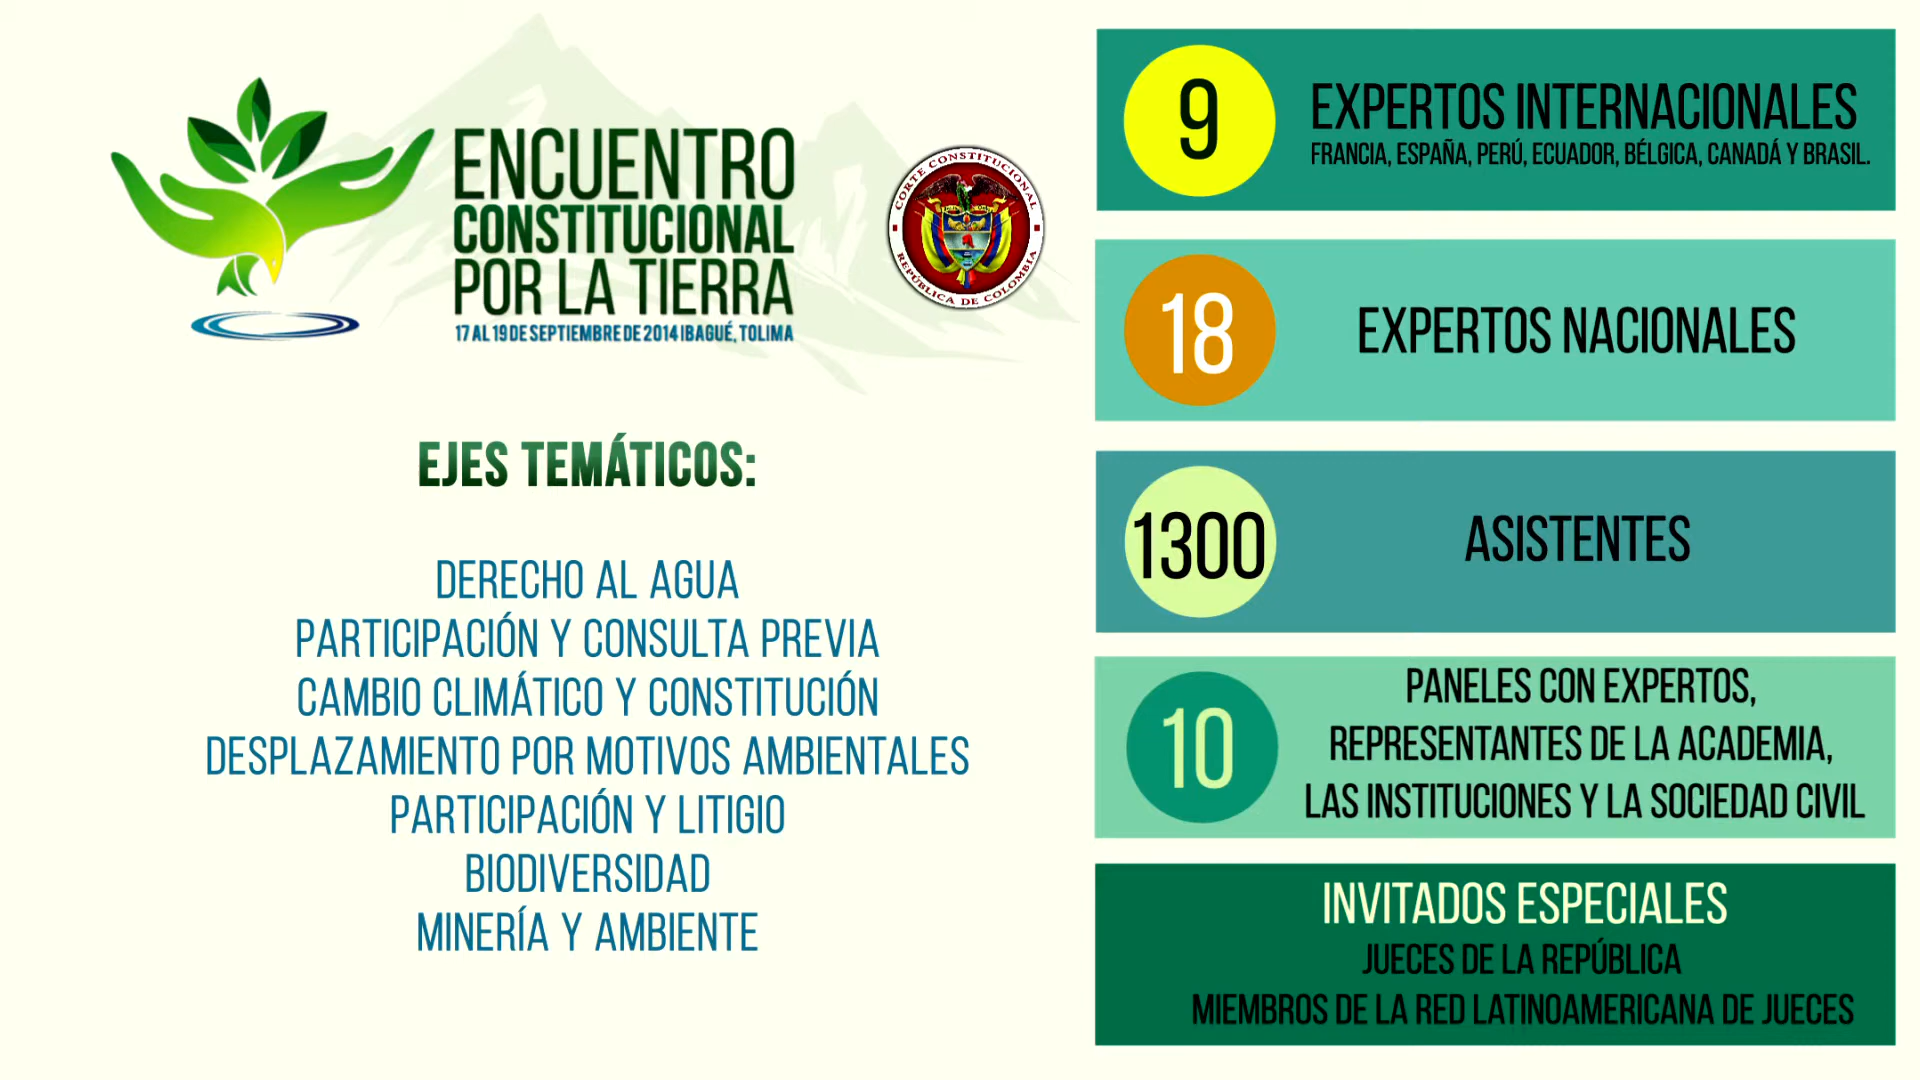 ENCUENTRO
CONSTITUCIONAL
POR LA TIERRA
17 AL 19 DE SEPTIEMBRE DE 2014 IBAGUÉ, TOLIMA
CORTE CONSTITUCIONAL
REPÚBLICA DE COLOMBIA
EJES TEMÁTICOS:
DERECHO AL AGUA
PARTICIPACIÓN Y CONSULTA PREVIA
CAMBIO CLIMÁTICO Y CONSTITUCIÓN
DESPLAZAMIENTO POR MOTIVOS AMBIENTALES
PARTICIPACIÓN Y LITIGIO
BIODIVERSIDAD
MINERÍA Y AMBIENTE
9
EXPERTOS INTERNACIONALES
FRANCIA, ESPAÑA, PERÚ, ECUADOR, BÉLGICA, CANADÁ Y BRASIL.
18
EXPERTOS NACIONALES
1300
ASISTENTES
10
PANELES CON EXPERTOS,
REPRESENTANTES DE LA ACADEMIA,
LAS INSTITUCIONES Y LA SOCIEDAD CIVIL
INVITADOS ESPECIALES
JUECES DE LA REPÚBLICA
MIEMBROS DE LA RED LATINOAMERICANA DE JUECES